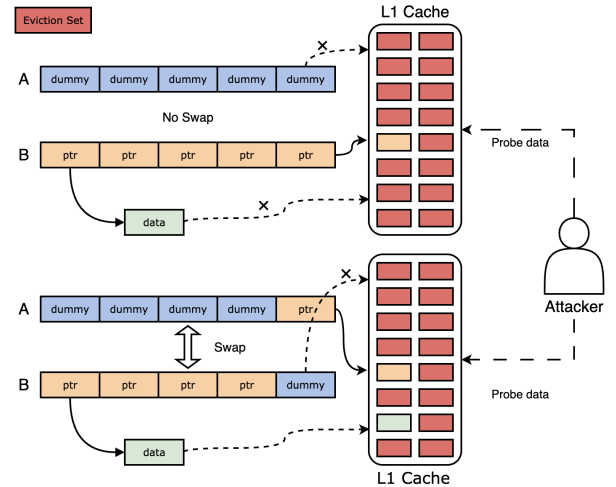 Eviction Set
L1 Cache
A dummy dummy dummy dummy dummy
No Swap
Probe data
B ptr ptr ptr ptr ptr
data
Attacker
A dummy dummy dummy dummy ptr
Swap
B ptr ptr ptr ptr dummy
Probe data
data
L1 Cache